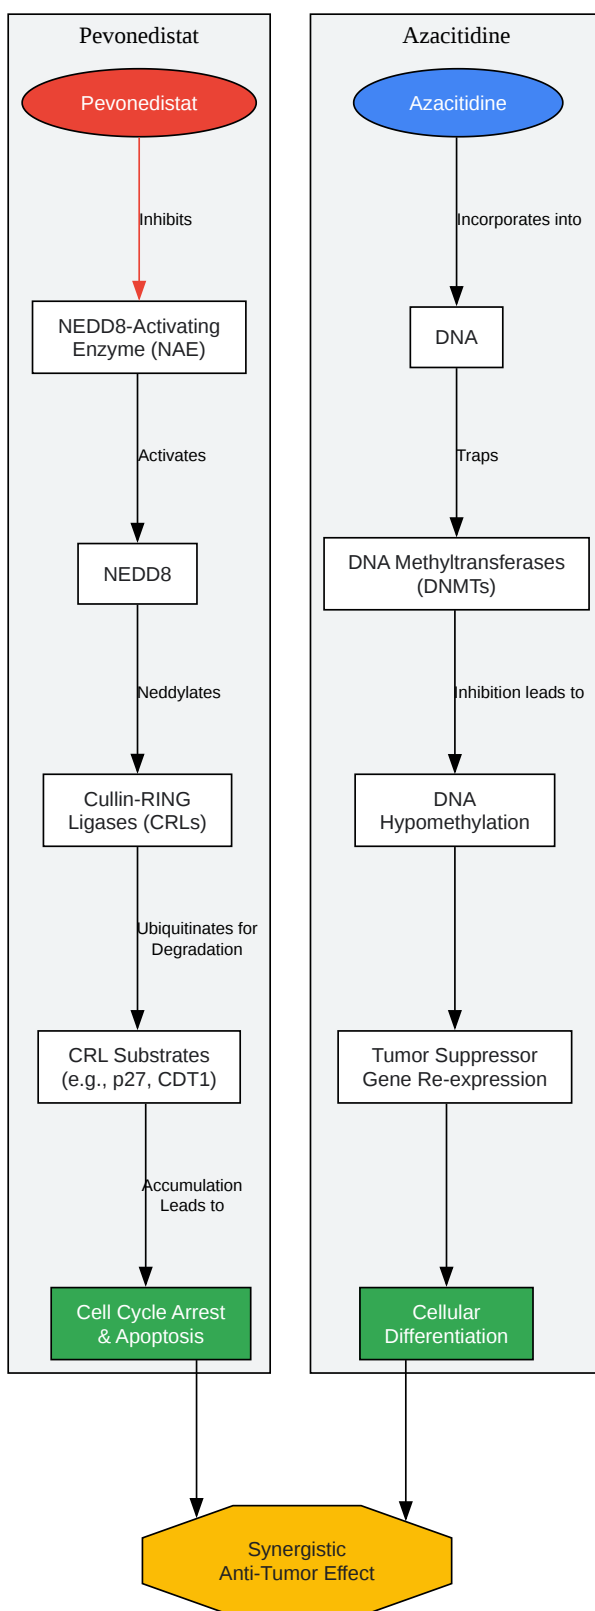 Pevonedistat
Pevonedistat
Inhibits
NEDD8-Activating
Enzyme (NAE)
Activates
NEDD8
Neddylates
Cullin-RING
Ligases (CRLs)
Ubiquitinates for
Degradation
CRL Substrates
(e.g., p27, CDT1)
Accumulation
Leads to
Cell Cycle Arrest
& Apoptosis
Azacitidine
Azacitidine
Incorporates into
DNA
Traps
DNA Methyltransferases
(DNMTs)
Inhibition leads to
DNA
Hypomethylation
Tumor Suppressor
Gene Re-expression
Cellular
Differentiation
Synergistic
Anti-Tumor Effect